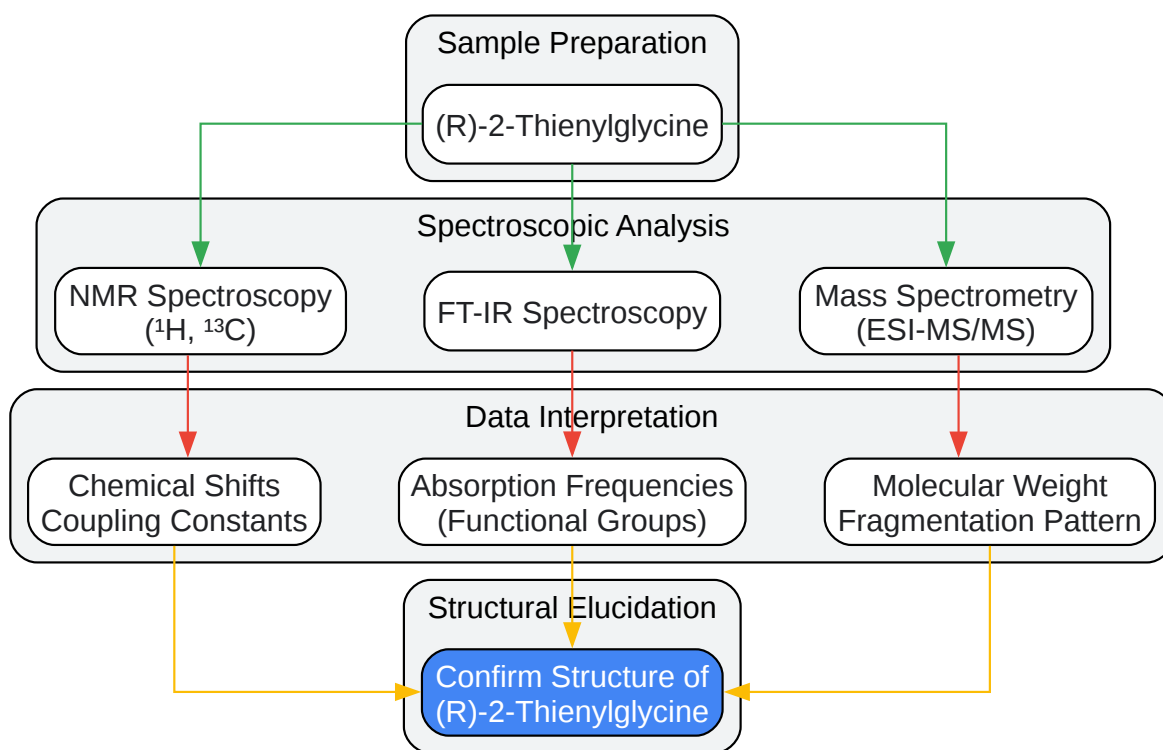 Sample Preparation
(R)-2-Thienylglycine
Spectroscopic Analysis
NMR Spectroscopy
(¹H, ¹³C)
FT-IR Spectroscopy
Mass Spectrometry
(ESI-MS/MS)
Data Interpretation
Chemical Shifts
Coupling Constants
Absorption Frequencies
(Functional Groups)
Molecular Weight
Fragmentation Pattern
Structural Elucidation
Confirm Structure of
(R)-2-Thienylglycine